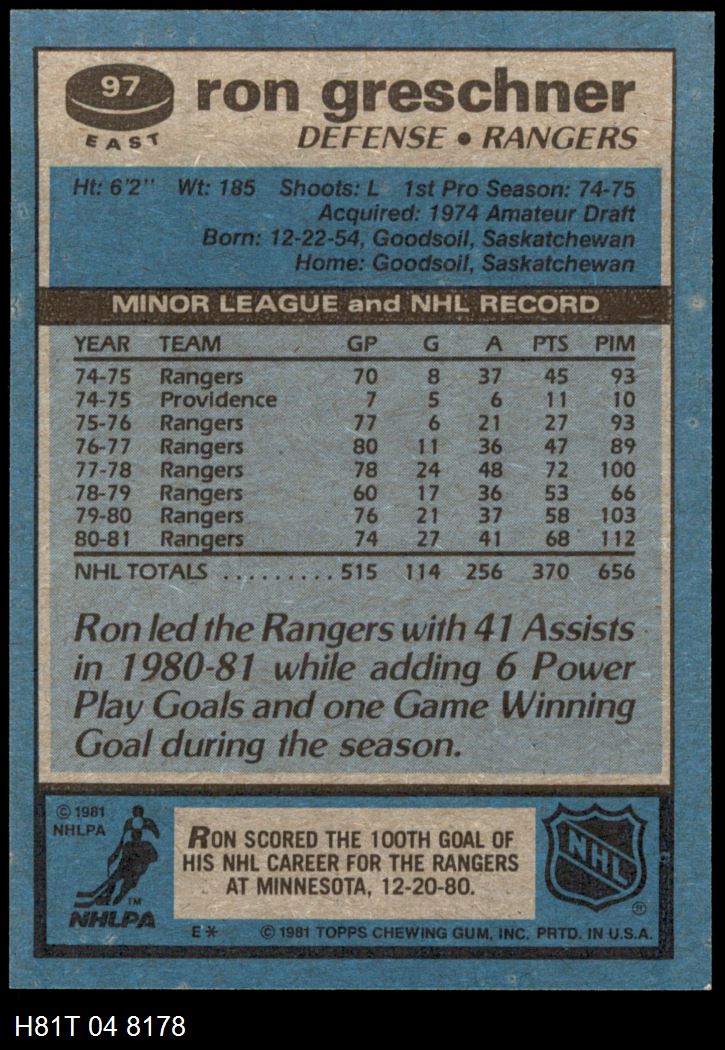 97
EAST
ron greschner
DEFENSE • RANGERS
Ht: 6'2" Wt: 185 Shoots: L 1st Pro Season: 74-75
Acquired: 1974 Amateur Draft
Born: 12-22-54, Goodsoil, Saskatchewan
Home: Goodsoil, Saskatchewan
MINOR LEAGUE and NHL RECORD
YEAR TEAM GP G A PTS PIM
74-75 Rangers 70 8 37 45 93
74-75 Providence 7 5 6 11 10
75-76 Rangers 77 6 21 27 93
76-77 Rangers 80 11 36 47 89
77-78 Rangers 78 24 48 72 100
78-79 Rangers 60 17 36 53 66
79-80 Rangers 76 21 37 58 103
80-81 Rangers 74 27 41 68 112
NHL TOTALS .......... 515 114 256 370 656
Ron led the Rangers with 41 Assists
in 1980-81 while adding 6 Power
Play Goals and one Game Winning
Goal during the season.
© 1981
NHLPA
TM
NHLPA
RON SCORED THE 100TH GOAL OF
HIS NHL CAREER FOR THE RANGERS
AT MINNESOTA, 12-20-80.
NHL
®
E* © 1981 TOPPS CHEWING GUM, INC. PRTD. IN U.S.A.
H81T 04 8178